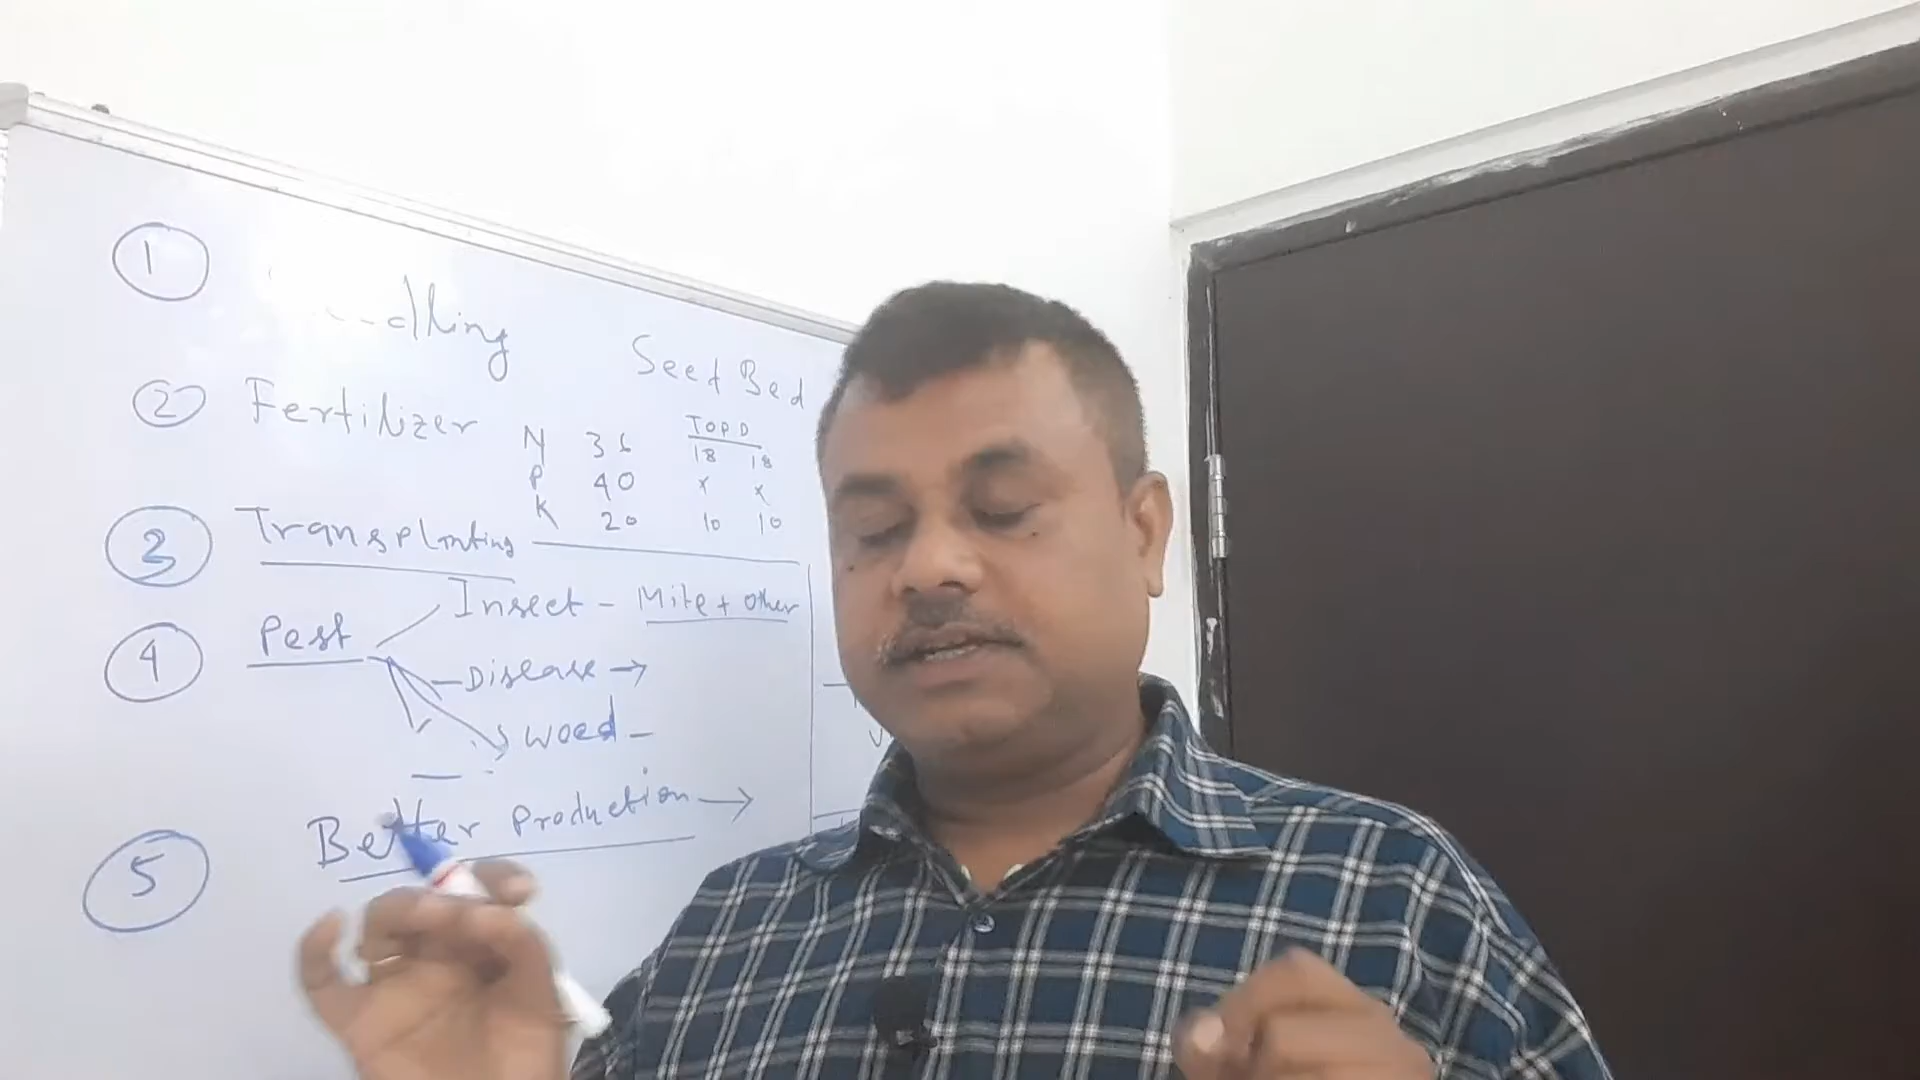 1
Seed Bed
2 Fertilizer
TOP D
N 36 18 18
P 40 x x
K 20 10 10
3 Transplanting
4 Pest
Insect - Mite + Other
Disease →
Weed -
5 Better Production →